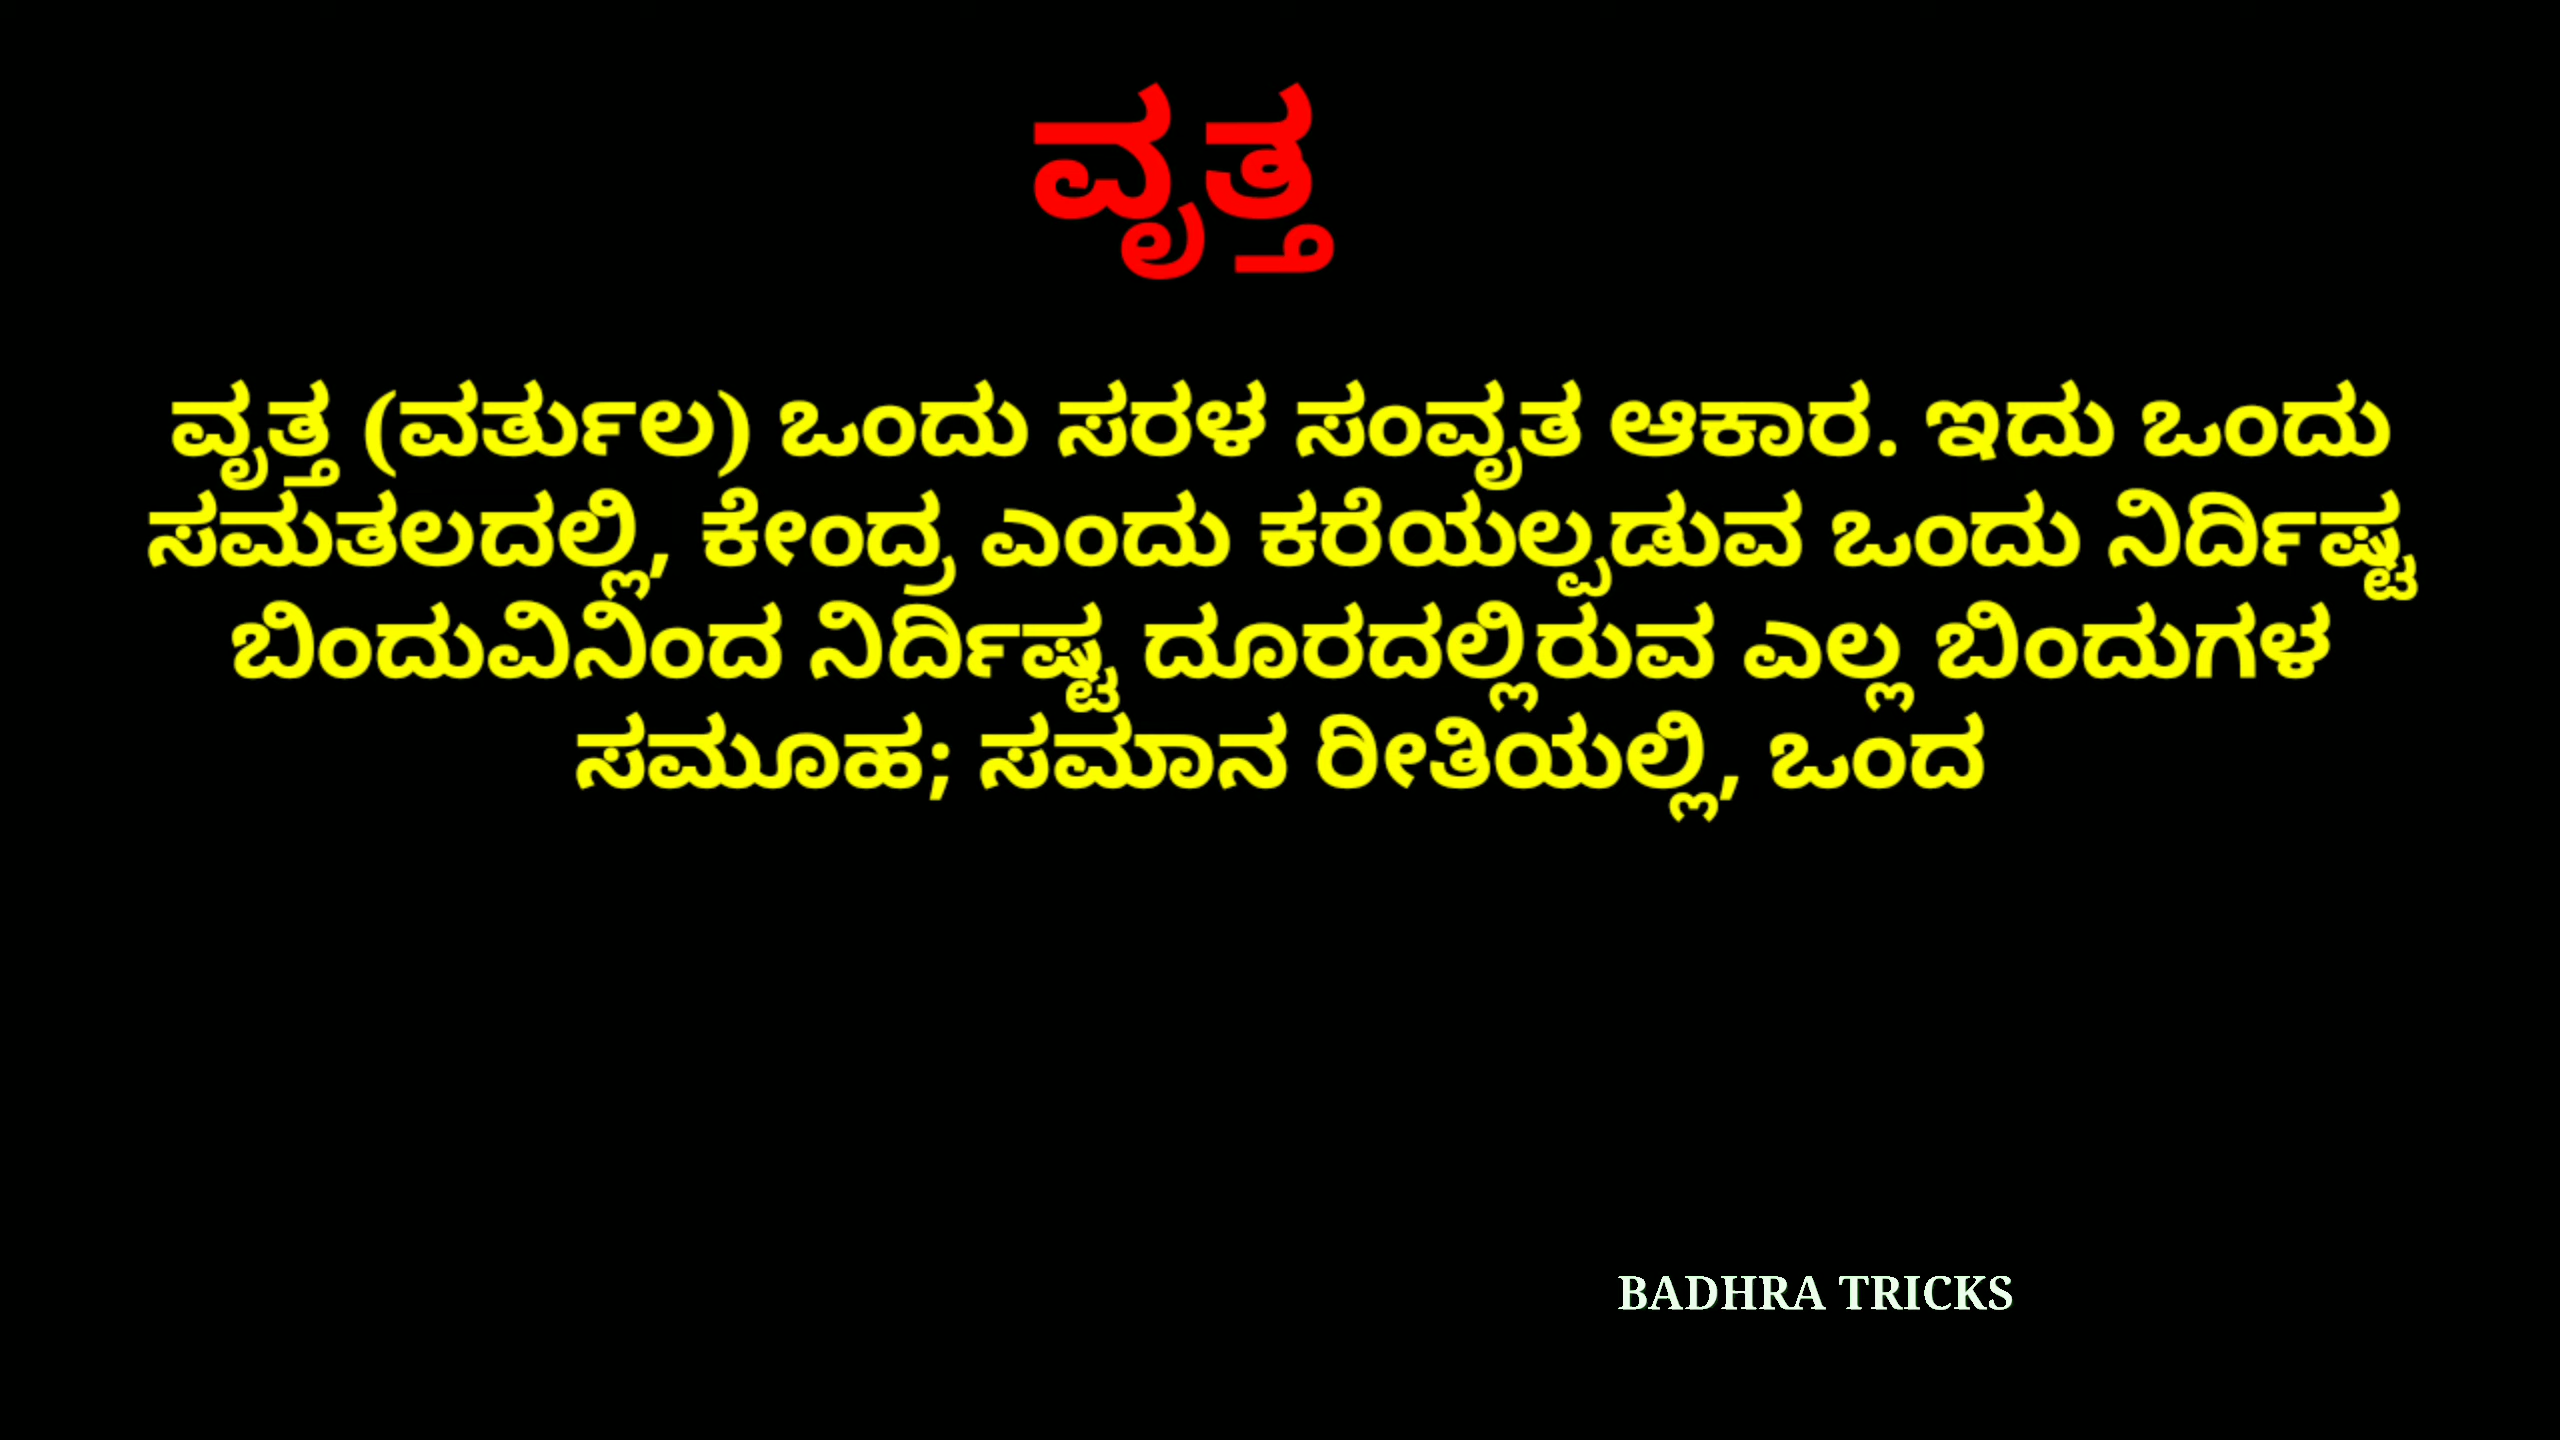 ವೃತ್ತ
ವೃತ್ತ (ವರ್ತುಲ) ಒಂದು ಸರಳ ಸಂವೃತ ಆಕಾರ. ಇದು ಒಂದು
ಸಮತಲದಲ್ಲಿ, ಕೇಂದ್ರ ಎಂದು ಕರೆಯಲ್ಪಡುವ ಒಂದು ನಿರ್ದಿಷ್ಟ
ಬಿಂದುವಿನಿಂದ ನಿರ್ದಿಷ್ಟ ದೂರದಲ್ಲಿರುವ ಎಲ್ಲ ಬಿಂದುಗಳ
ಸಮೂಹ; ಸಮಾನ ರೀತಿಯಲ್ಲಿ, ಒಂದ
BADHRA TRICKS